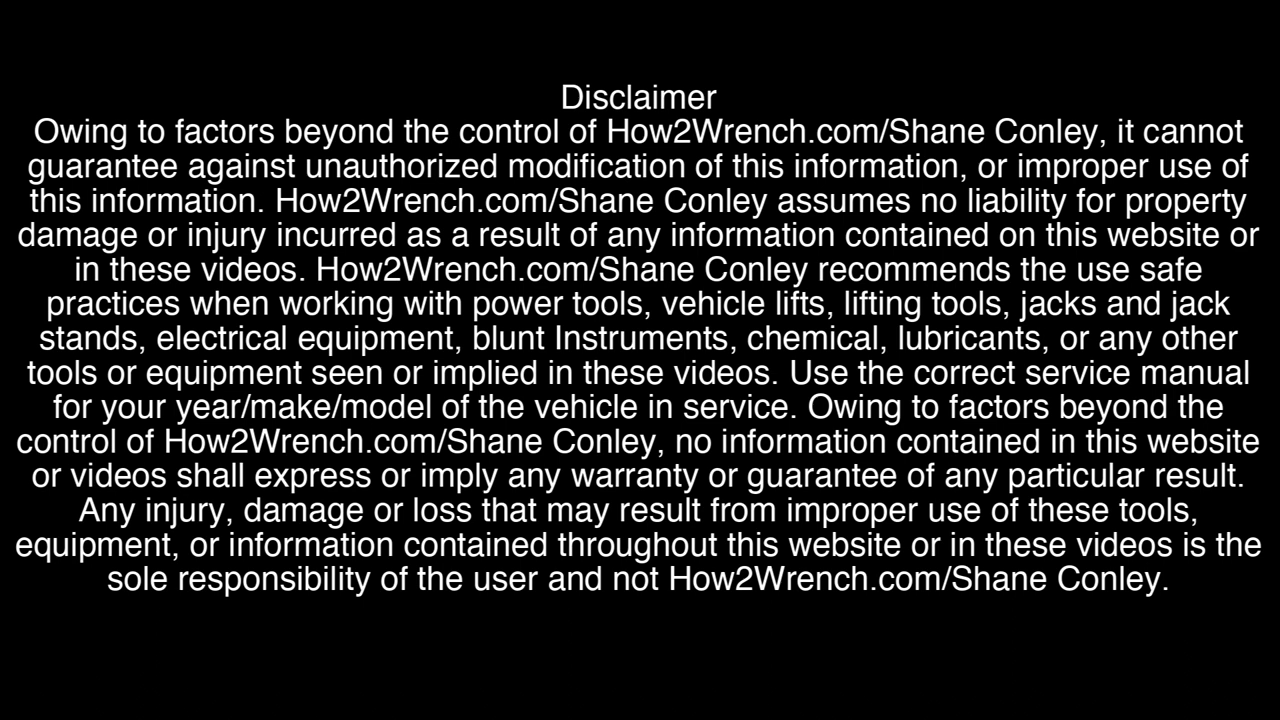 Disclaimer
Owing to factors beyond the control of How2Wrench.com/Shane Conley, it cannot
guarantee against unauthorized modification of this information, or improper use of
this information. How2Wrench.com/Shane Conley assumes no liability for property
damage or injury incurred as a result of any information contained on this website or
in these videos. How2Wrench.com/Shane Conley recommends the use safe
practices when working with power tools, vehicle lifts, lifting tools, jacks and jack
stands, electrical equipment, blunt Instruments, chemical, lubricants, or any other
tools or equipment seen or implied in these videos. Use the correct service manual
for your year/make/model of the vehicle in service. Owing to factors beyond the
control of How2Wrench.com/Shane Conley, no information contained in this website
or videos shall express or imply any warranty or guarantee of any particular result.
Any injury, damage or loss that may result from improper use of these tools,
equipment, or information contained throughout this website or in these videos is the
sole responsibility of the user and not How2Wrench.com/Shane Conley.